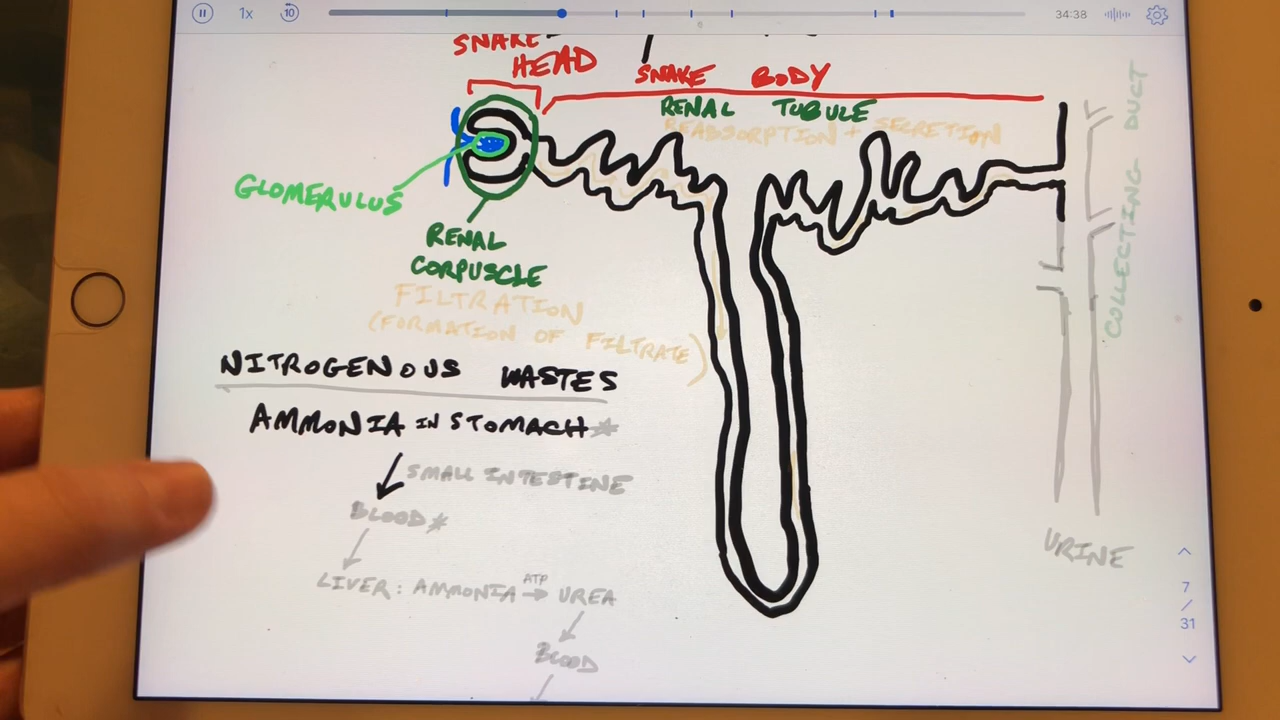 1x
10
34:38
SNAKE
HEAD
SNAKE BODY
RENAL TUBULE
REABSORPTION + SECRETION
GLOMERULUS
RENAL
CORPUSCLE
FILTRATION
(FORMATION OF FILTRATE)
COLLECTING DUCT
NITROGENOUS WASTES
AMMONIA IN STOMACH*
SMALL INTESTINE
BLOOD*
LIVER: AMMONIA ATP → UREA
BLOOD
URINE
7
/
31